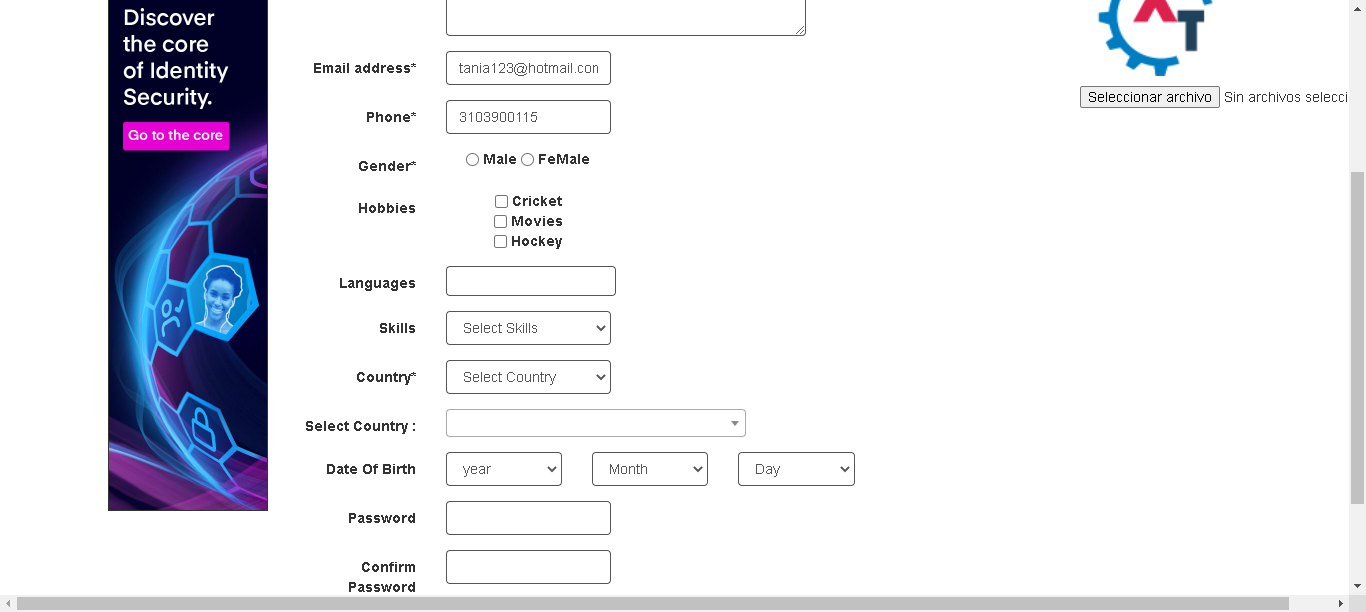 Discover
the core
of Identity
Security.
Go to the core
Email address*
tania123@hotmail.con
Phone*
3103900115
Gender*
Male
FeMale
Hobbies
Cricket
Movies
Hockey
Languages
Skills
Select Skills
Country*
Select Country
Select Country :
Date Of Birth
year
Month
Day
Password
Confirm
Password
T
Seleccionar archivo
Sin archivos selecci